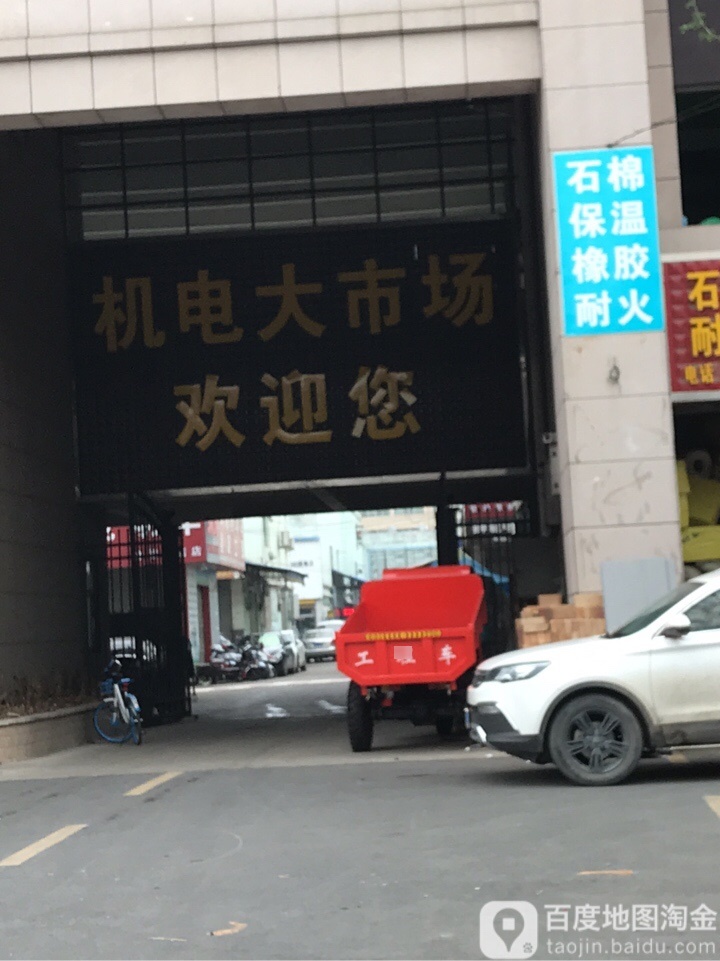 机电大市场
欢迎您
石棉
保温
橡胶
耐火
石
耐
电话
工程车
百度地图淘金
taojin.baidu.com